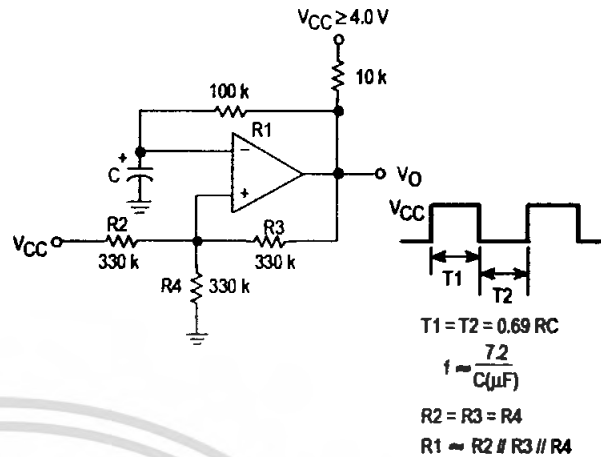 VCC ≥ 4.0 V
10 k
100 k
R1
−
+
+
C
VO
R2
R3
VCC
330 k
330 k
R4
330 k
VCC
T1
T2
T1 = T2 = 0.69 RC
f ≈ 7.2 / C(μF)
R2 = R3 = R4
R1 ≈ R2 // R3 // R4